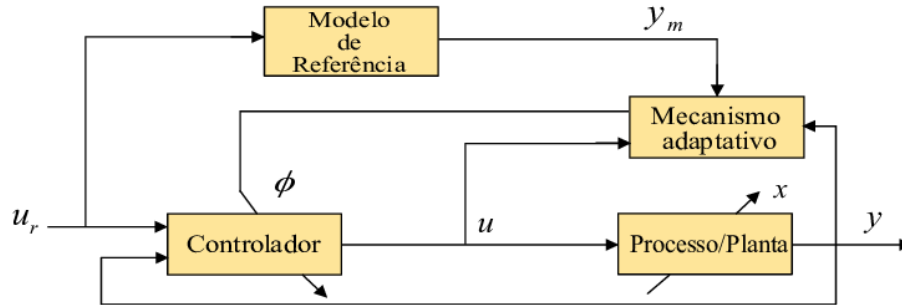 Modelo
de
Referência
y_m
Mecanismo
adaptativo
ϕ
x
u_r
Controlador
u
Processo/Planta
y